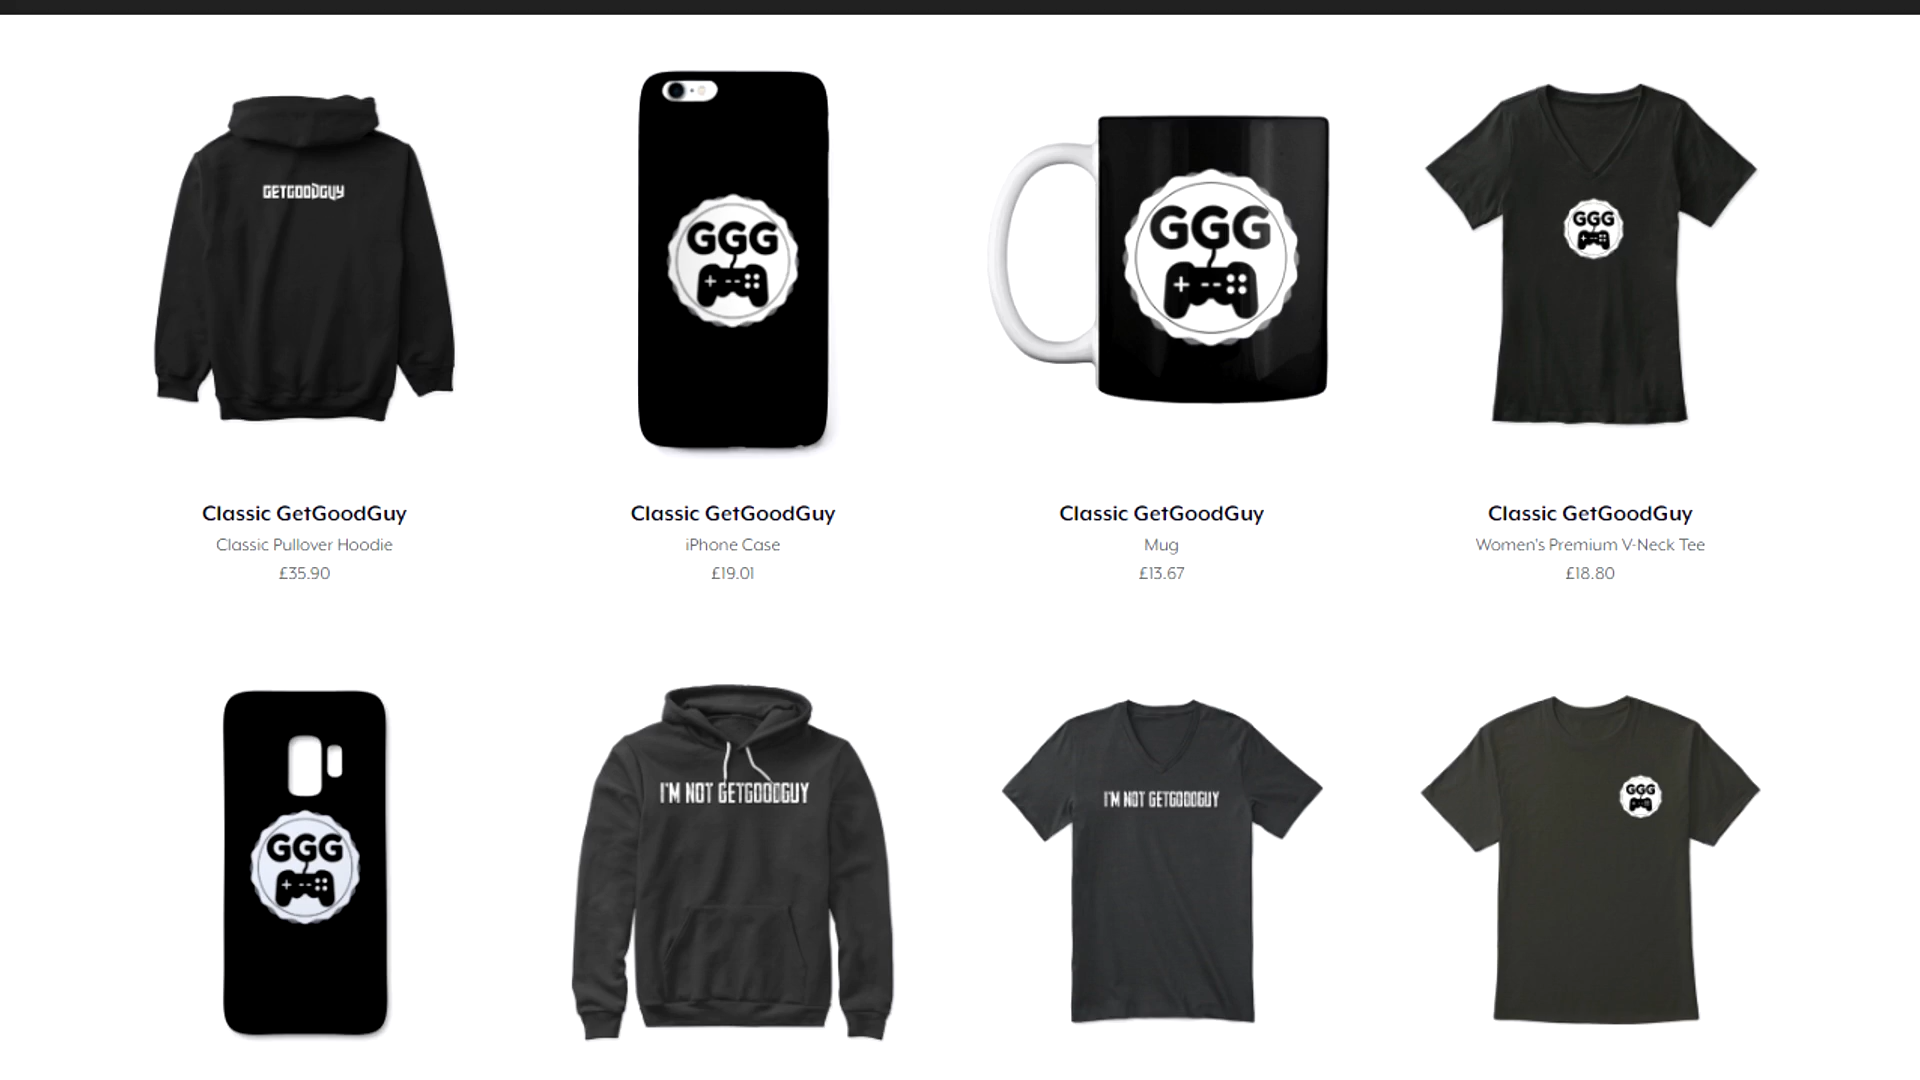 GETGOODGUY
GGG
GGG
GGG
Classic GetGoodGuy
Classic Pullover Hoodie
£35.90
Classic GetGoodGuy
iPhone Case
£19.01
Classic GetGoodGuy
Mug
£13.67
Classic GetGoodGuy
Women's Premium V-Neck Tee
£18.80
GGG
I'M NOT GETGOODGUY
I'M NOT GETGOODGUY
GGG